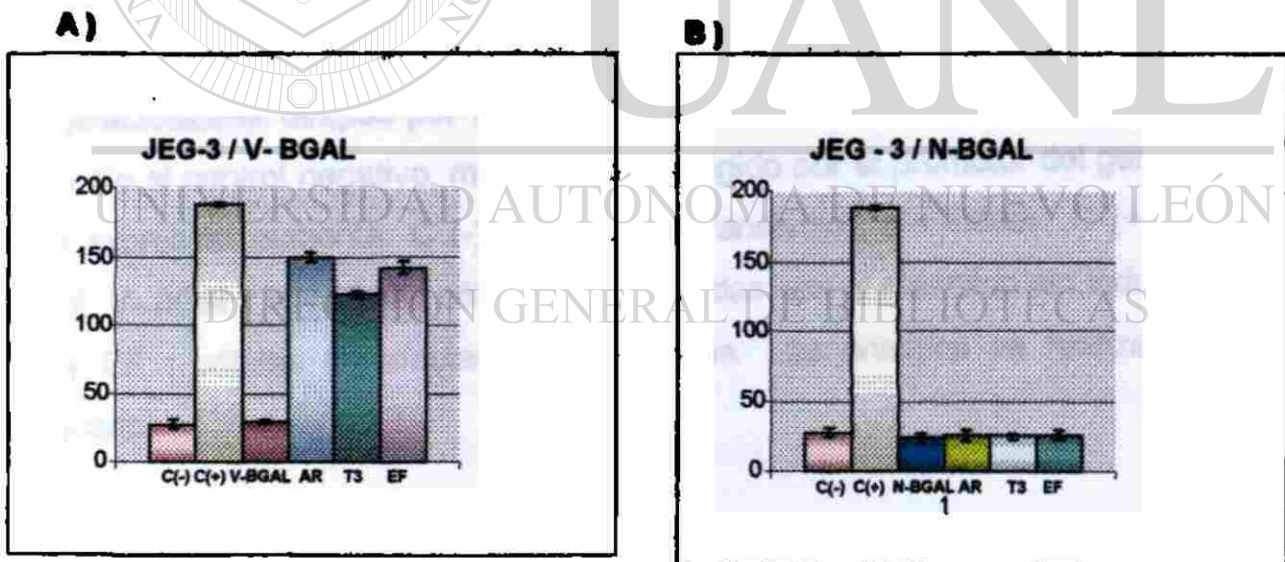 UANL
A)
B)
JEG-3 / V- BGAL
200
150
100
50
0
C(-) C(+) V-BGAL AR T3 EF
JEG - 3 / N-BGAL
200
150
100
50
0
C(-) C(+) N-BGAL AR T3 EF
1
UNIVERSIDAD AUTÓNOMA DE NUEVO LEÓN
DIRECCIÓN GENERAL DE BIBLIOTECAS